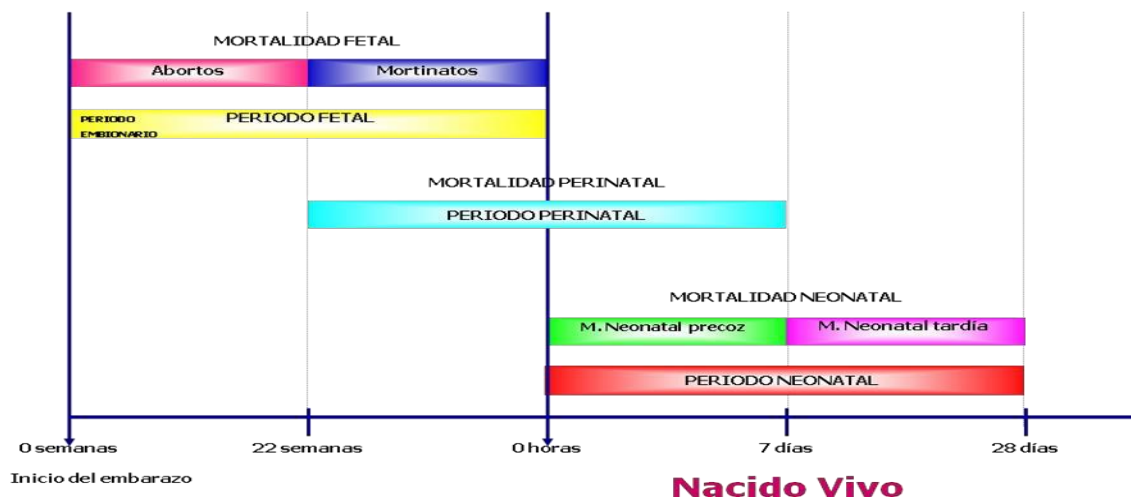 MORTALIDAD FETAL
Abortos
Mortinatos
PERIODO
EMBIONARIO
PERIODO FETAL
MORTALIDAD PERINATAL
PERIODO PERINATAL
MORTALIDAD NEONATAL
M. Neonatal precoz
M. Neonatal tardía
PERIODO NEONATAL
0 semanas
22 semanas
0 horas
7 días
28 días
Inicio del embarazo
Nacido Vivo